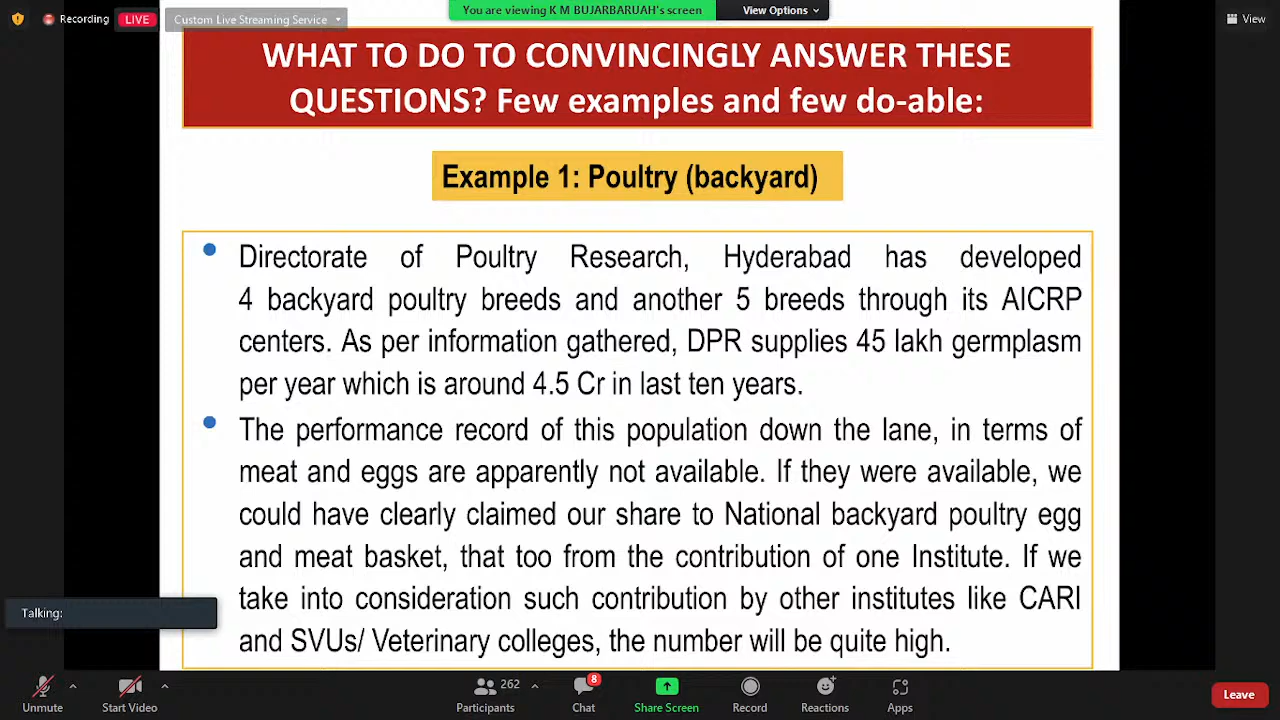 Recording
LIVE
Custom Live Streaming Service
You are viewing K M BUJARBARUAH's screen
View Options
View
WHAT TO DO TO CONVINCINGLY ANSWER THESE
QUESTIONS? Few examples and few do-able:
Example 1: Poultry (backyard)
Directorate of Poultry Research, Hyderabad has developed
4 backyard poultry breeds and another 5 breeds through its AICRP
centers. As per information gathered, DPR supplies 45 lakh germplasm
per year which is around 4.5 Cr in last ten years.
The performance record of this population down the lane, in terms of
meat and eggs are apparently not available. If they were available, we
could have clearly claimed our share to National backyard poultry egg
and meat basket, that too from the contribution of one Institute. If we
take into consideration such contribution by other institutes like CARI
and SVUs/ Veterinary colleges, the number will be quite high.
Talking:
Unmute
Start Video
262
Participants
8
Chat
Share Screen
Record
Reactions
Apps
Leave